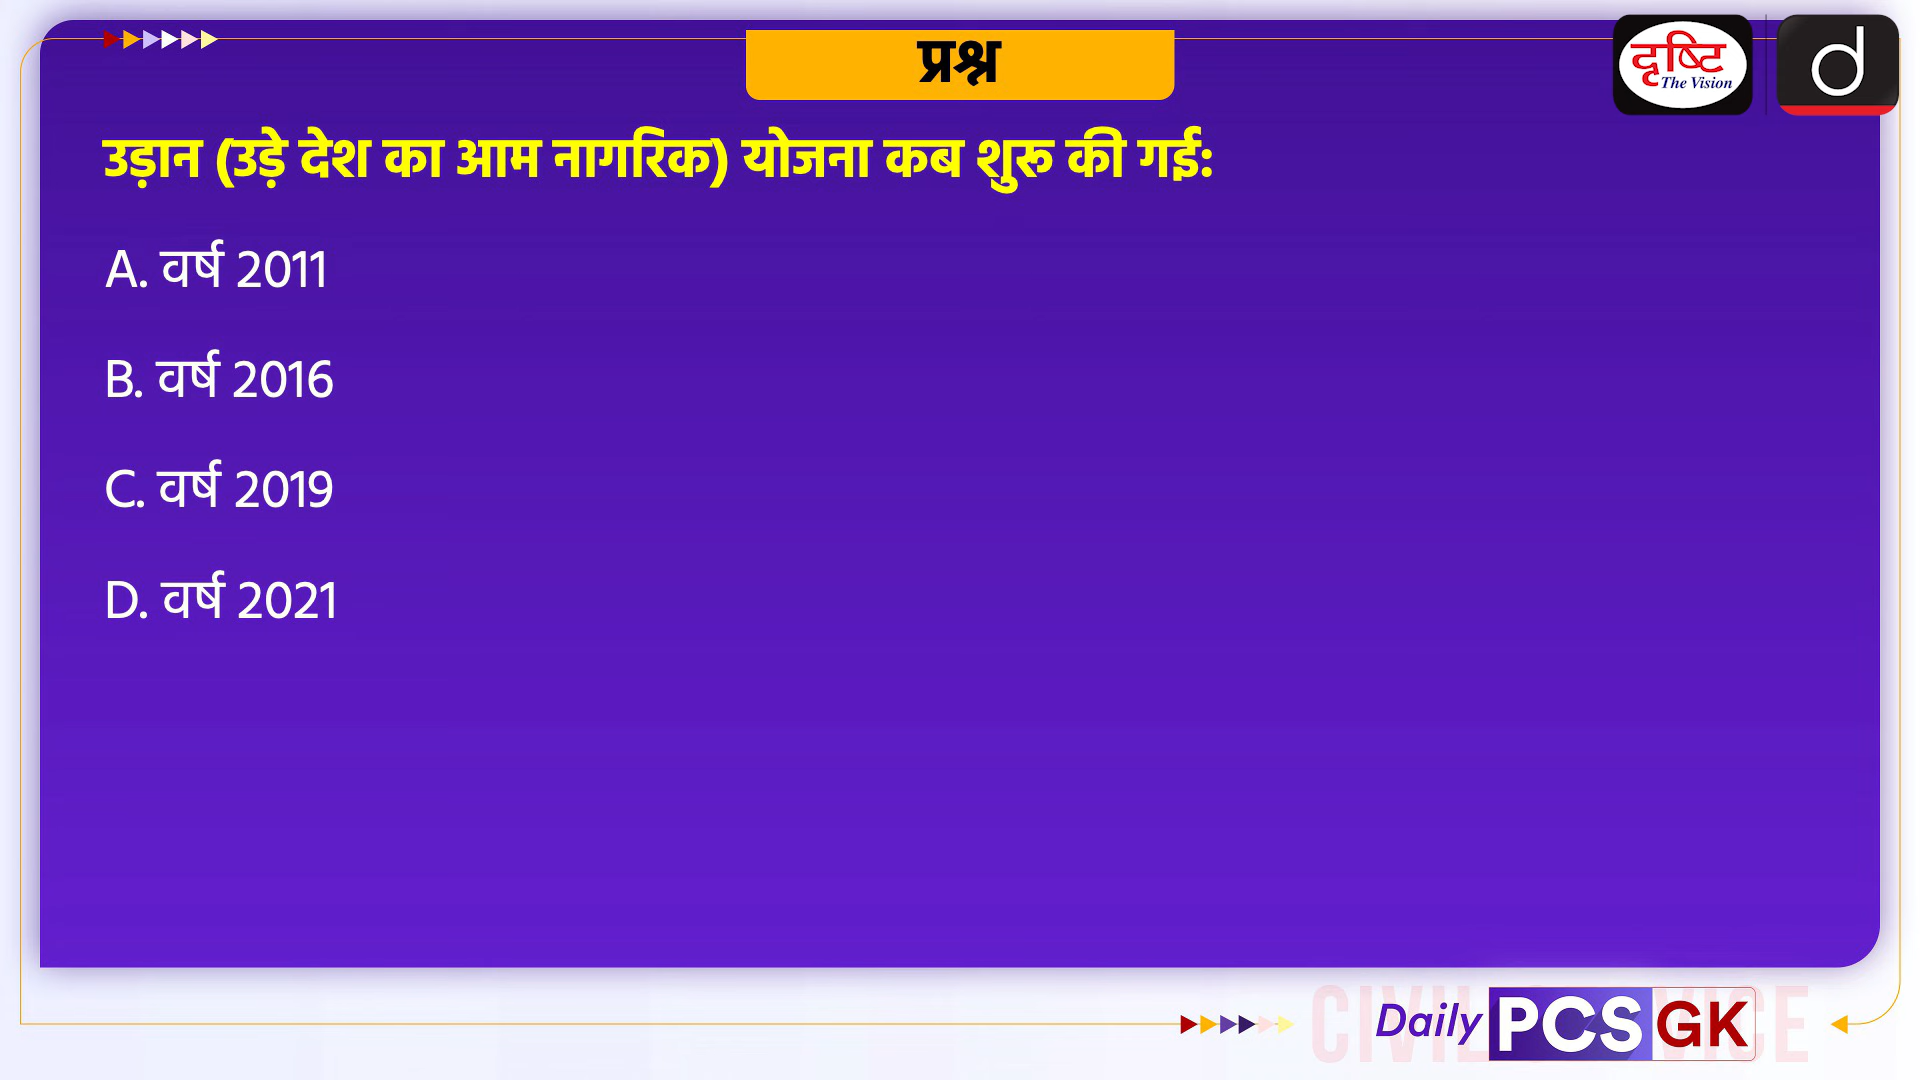 प्रश्न
दृष्टि
The Vision
d
उड़ान (उड़े देश का आम नागरिक) योजना कब शुरू की गई:
A. वर्ष 2011
B. वर्ष 2016
C. वर्ष 2019
D. वर्ष 2021
Daily PCS GK